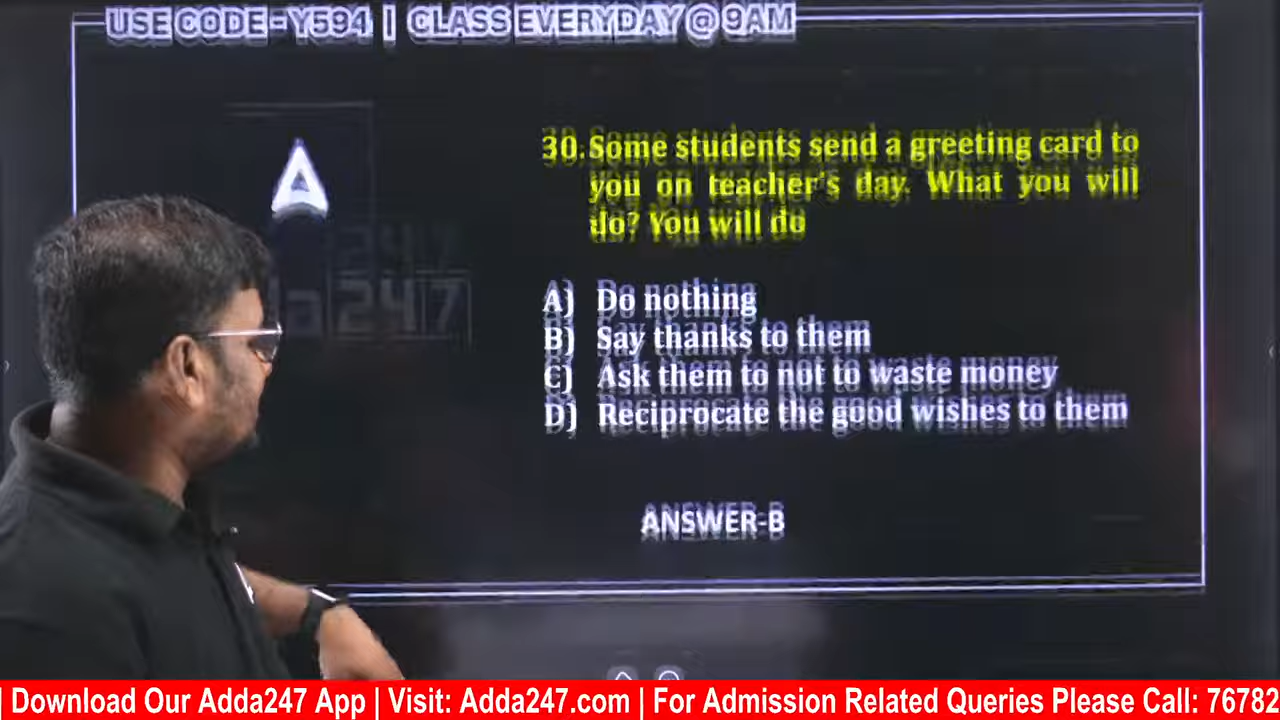 USE CODE - Y594 | CLASS EVERYDAY @ 9AM
30. Some students send a greeting card to
you on teacher's day. What you will
do? You will do
A) Do nothing
B) Say thanks to them
C) Ask them to not to waste money
D) Reciprocate the good wishes to them
ANSWER-B
247
| Download Our Adda247 App | Visit: Adda247.com | For Admission Related Queries Please Call: 76782